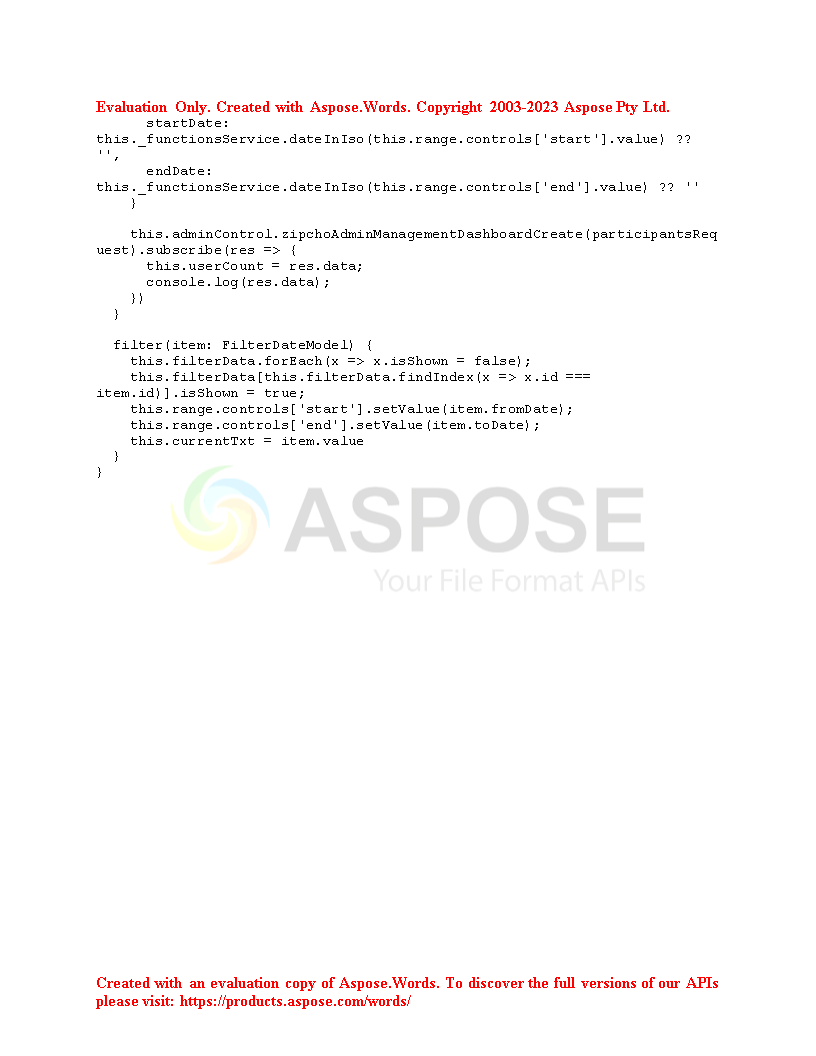 Evaluation Only. Created with Aspose.Words. Copyright 2003-2023 Aspose Pty Ltd.
      startDate:
this._functionsService.dateInIso(this.range.controls['start'].value) ??
'',
      endDate:
this._functionsService.dateInIso(this.range.controls['end'].value) ?? ''
    }

    this.adminControl.zipchoAdminManagementDashboardCreate(participantsReq
uest).subscribe(res => {
      this.userCount = res.data;
      console.log(res.data);
    })
  }

  filter(item: FilterDateModel) {
    this.filterData.forEach(x => x.isShown = false);
    this.filterData[this.filterData.findIndex(x => x.id ===
item.id)].isShown = true;
    this.range.controls['start'].setValue(item.fromDate);
    this.range.controls['end'].setValue(item.toDate);
    this.currentTxt = item.value
  }
}
ASPOSE
Your File Format APIs
Created with an evaluation copy of Aspose.Words. To discover the full versions of our APIs
please visit: https://products.aspose.com/words/